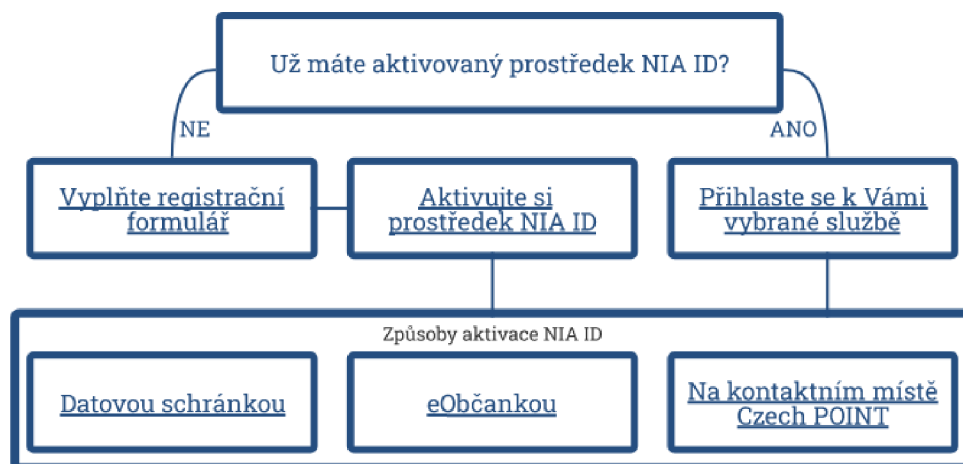 Už máte aktivovaný prostředek NIA ID?
NE
ANO
Vyplňte registrační
formulář
Aktivujte si
prostředek NIA ID
Přihlaste se k Vámi
vybrané službě
Způsoby aktivace NIA ID
Datovou schránkou
eObčankou
Na kontaktním místě
Czech POINT